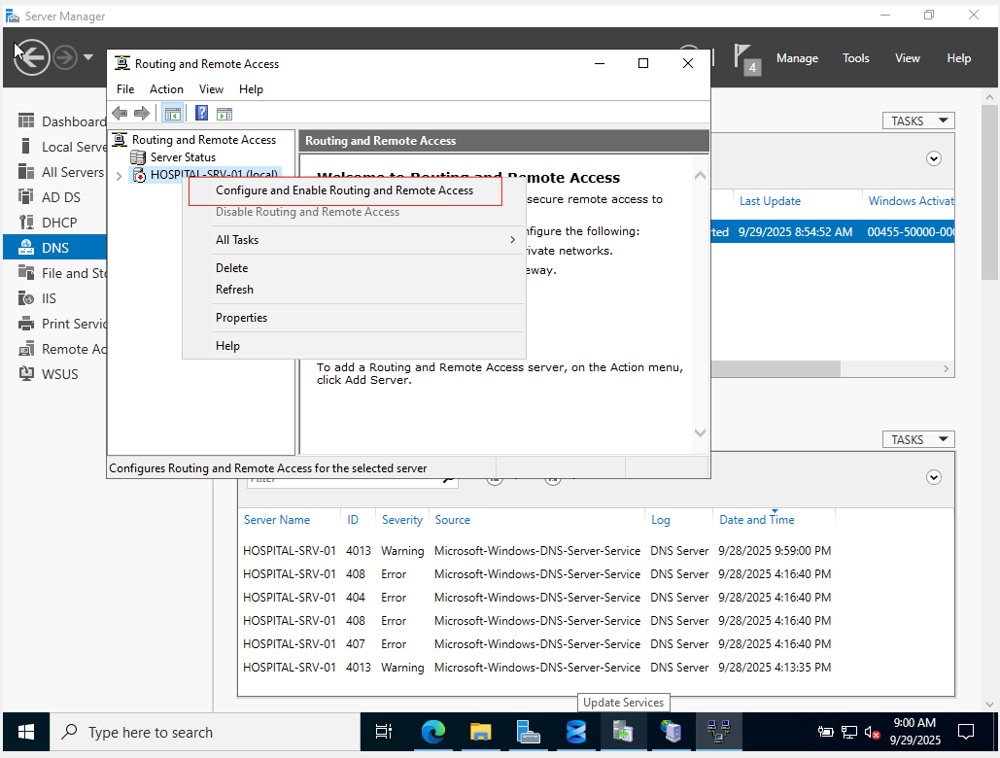 Server Manager
4
Manage
Tools
View
Help
Routing and Remote Access
File Action View Help
Routing and Remote Access
Server Status
HOSPITAL-SRV-01 (local)
Routing and Remote Access
Welcome to Routing and Remote Access
secure remote access to
configure the following:
private networks.
To add a Routing and Remote Access server, on the Action menu,
click Add Server.
Configure and Enable Routing and Remote Access
Disable Routing and Remote Access
All Tasks
Delete
Refresh
Properties
Help
Configures Routing and Remote Access for the selected server
Dashboard
Local Serve
All Servers
AD DS
DHCP
DNS
File and Sto
IIS
Print Servic
Remote Ac
WSUS
TASKS
Last Update Windows Activat
9/29/2025 8:54:52 AM 00455-50000-000
TASKS
Filter
Server Name ID Severity Source Log Date and Time
HOSPITAL-SRV-01 4013 Warning Microsoft-Windows-DNS-Server-Service DNS Server 9/28/2025 9:59:00 PM
HOSPITAL-SRV-01 408 Error Microsoft-Windows-DNS-Server-Service DNS Server 9/28/2025 4:16:40 PM
HOSPITAL-SRV-01 404 Error Microsoft-Windows-DNS-Server-Service DNS Server 9/28/2025 4:16:40 PM
HOSPITAL-SRV-01 408 Error Microsoft-Windows-DNS-Server-Service DNS Server 9/28/2025 4:16:40 PM
HOSPITAL-SRV-01 407 Error Microsoft-Windows-DNS-Server-Service DNS Server 9/28/2025 4:16:40 PM
HOSPITAL-SRV-01 4013 Warning Microsoft-Windows-DNS-Server-Service DNS Server 9/28/2025 4:13:35 PM
Update Services
Type here to search
9:00 AM
9/29/2025